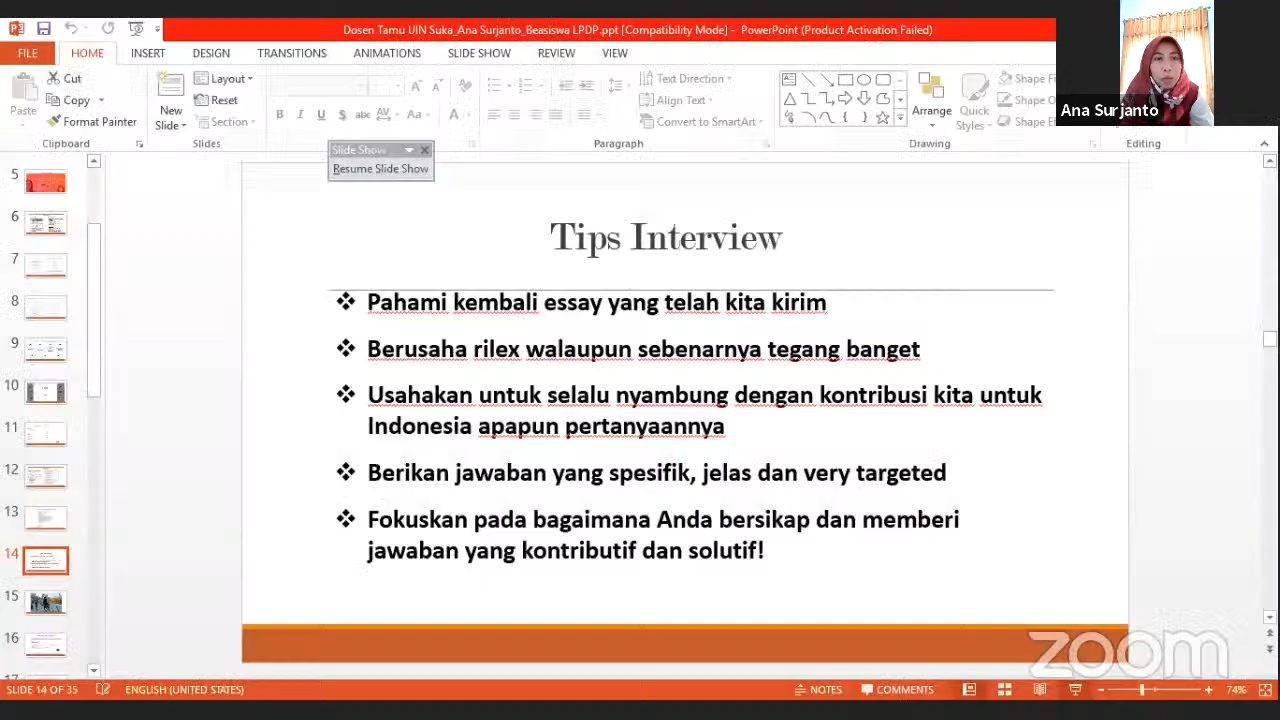 Dosen Tamu UIN Suka_Ana Surjanto_Beasiswa LPDP.ppt [Compatibility Mode] - PowerPoint (Product Activation Failed)
FILE HOME INSERT DESIGN TRANSITIONS ANIMATIONS SLIDE SHOW REVIEW VIEW
Ana Surjanto
Cut
Copy
Format Painter
Paste
Clipboard
New
Slide
Layout
Reset
Section
Slides
Text Direction
Align Text
Convert to SmartArt
Paragraph
Arrange
Quick
Styles
Shape
Shape
Shape
Drawing
Editing
Slide Show
Resume Slide Show
5
6
7
8
9
10
11
12
13
14
15
16
Tips Interview
Pahami kembali essay yang telah kita kirim
Berusaha rilex walaupun sebenarnya tegang banget
Usahakan untuk selalu nyambung dengan kontribusi kita untuk
Indonesia apapun pertanyaannya
Berikan jawaban yang spesifik, jelas dan very targeted
Fokuskan pada bagaimana Anda bersikap dan memberi
jawaban yang kontributif dan solutif!
zoom
SLIDE 14 OF 35 ENGLISH (UNITED STATES) NOTES COMMENTS 74%